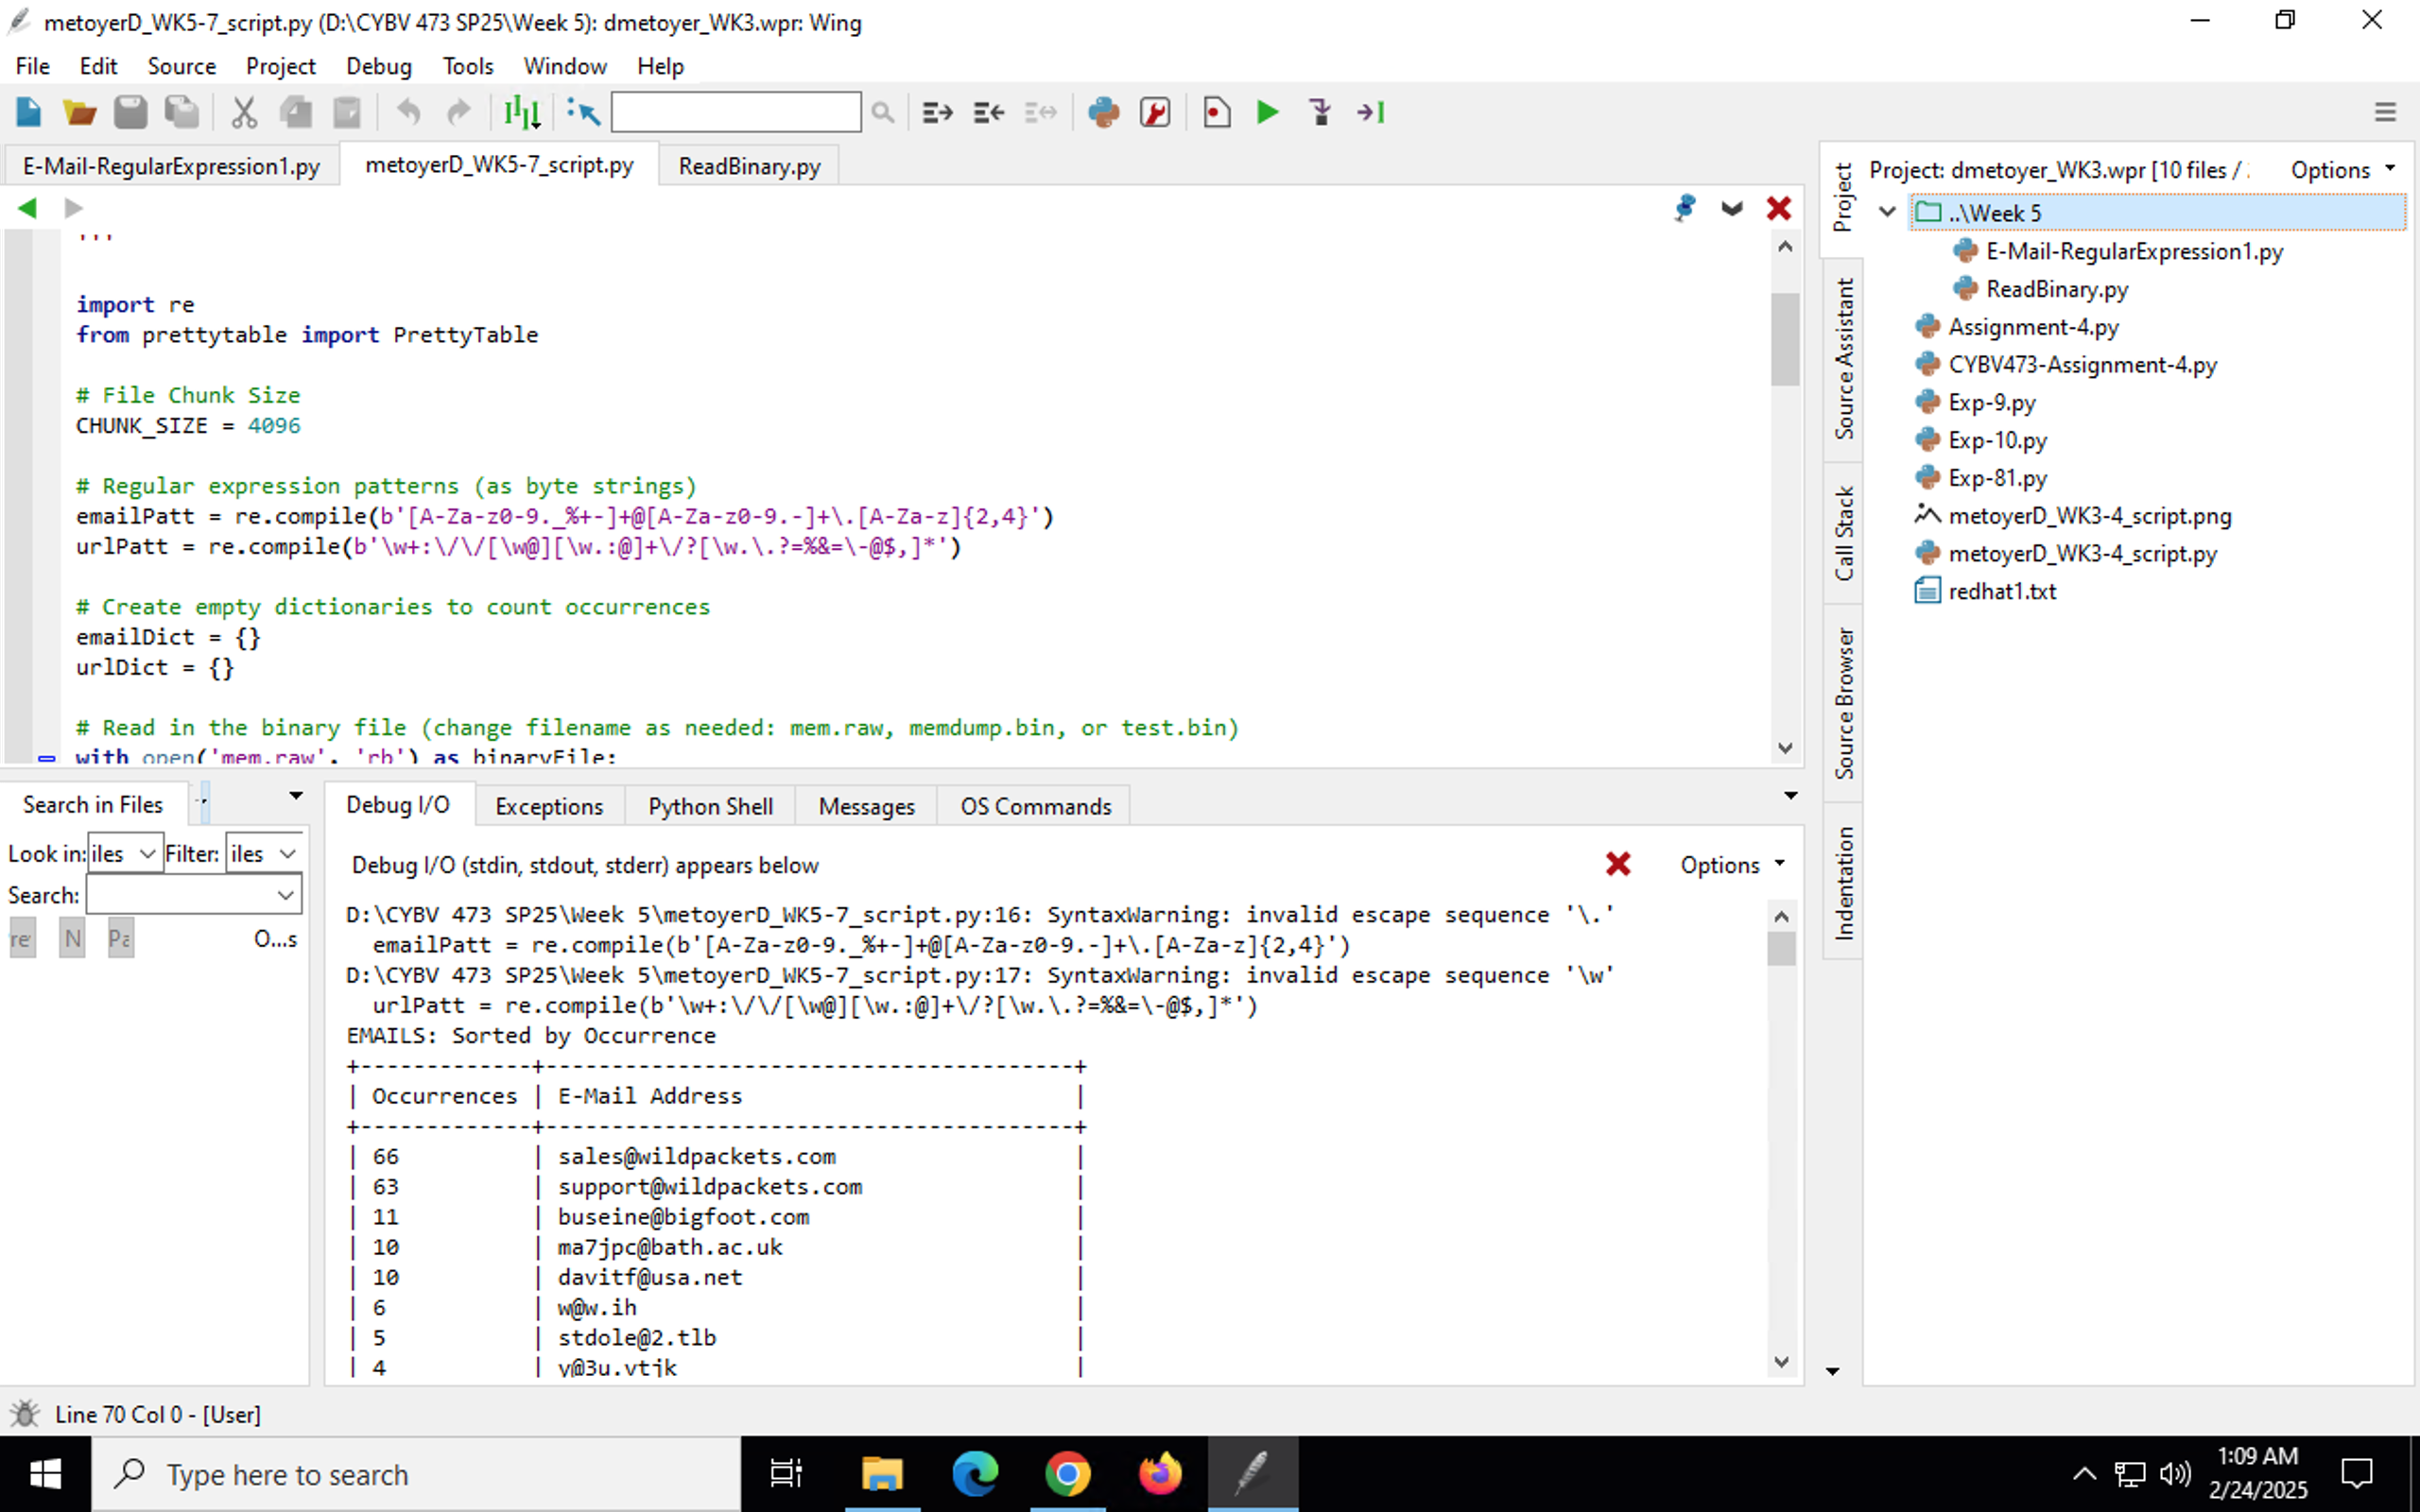 metoyerD_WK5-7_script.py (D:\CYBV 473 SP25\Week 5): dmetoyer_WK3.wpr: Wing
File Edit Source Project Debug Tools Window Help
E-Mail-RegularExpression1.py metoyerD_WK5-7_script.py ReadBinary.py
'''
import re
from prettytable import PrettyTable
# File Chunk Size
CHUNK_SIZE = 4096
# Regular expression patterns (as byte strings)
emailPatt = re.compile(b'[A-Za-z0-9._%+-]+@[A-Za-z0-9.-]+\.[A-Za-z]{2,4}')
urlPatt = re.compile(b'\w+:\/\/[\w@][\w.:@]+\/?[\w.\.?=%&=\-@$,]*')
# Create empty dictionaries to count occurrences
emailDict = {}
urlDict = {}
# Read in the binary file (change filename as needed: mem.raw, memdump.bin, or test.bin)
with open('mem.raw', 'rb') as binaryFile:
Project
Source Assistant
Call Stack
Source Browser
Indentation
Project: dmetoyer_WK3.wpr [10 files / Options
..\Week 5
E-Mail-RegularExpression1.py
ReadBinary.py
Assignment-4.py
CYBV473-Assignment-4.py
Exp-9.py
Exp-10.py
Exp-81.py
metoyerD_WK3-4_script.png
metoyerD_WK3-4_script.py
redhat1.txt
Search in Files
Look in: iles Filter: iles
Search:
re N Pa O...s
Debug I/O Exceptions Python Shell Messages OS Commands
Debug I/O (stdin, stdout, stderr) appears below Options
D:\CYBV 473 SP25\Week 5\metoyerD_WK5-7_script.py:16: SyntaxWarning: invalid escape sequence '\.'
emailPatt = re.compile(b'[A-Za-z0-9._%+-]+@[A-Za-z0-9.-]+\.[A-Za-z]{2,4}')
D:\CYBV 473 SP25\Week 5\metoyerD_WK5-7_script.py:17: SyntaxWarning: invalid escape sequence '\w'
urlPatt = re.compile(b'\w+:\/\/[\w@][\w.:@]+\/?[\w.\.?=%&=\-@$,]*')
EMAILS: Sorted by Occurrence
+-------------+----------------------------------------+
| Occurrences | E-Mail Address |
+-------------+----------------------------------------+
| 66 | sales@wildpackets.com |
| 63 | support@wildpackets.com |
| 11 | buseine@bigfoot.com |
| 10 | ma7jpc@bath.ac.uk |
| 10 | davitf@usa.net |
| 6 | w@w.ih |
| 5 | stdole@2.tlb |
| 4 | y@3u.vtjk |
Line 70 Col 0 - [User]
Type here to search
1:09 AM
2/24/2025